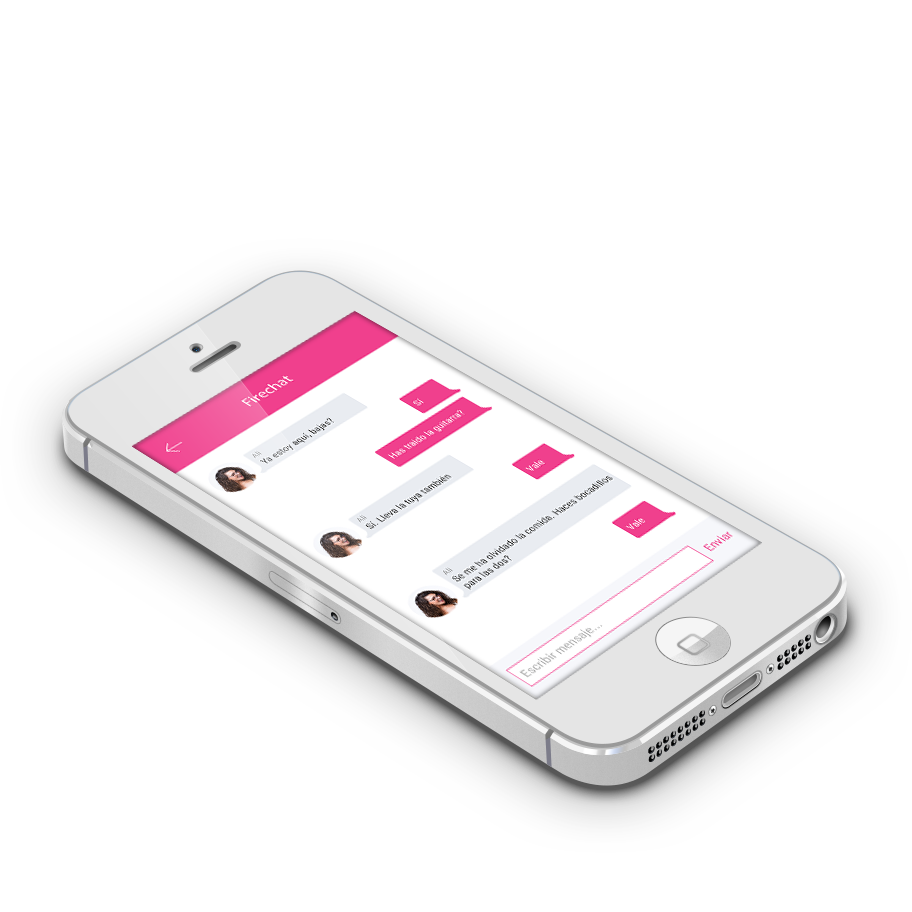 Firechat
Ali
Ya estoy aquí, bajas?
Sí
Has traído la guitarra?
Ali
Sí. Lleva la tuya también
Vale
Ali
Se me ha olvidado la comida. Haces bocadillos
para las dos?
Vale
Escribir mensaje...
Enviar